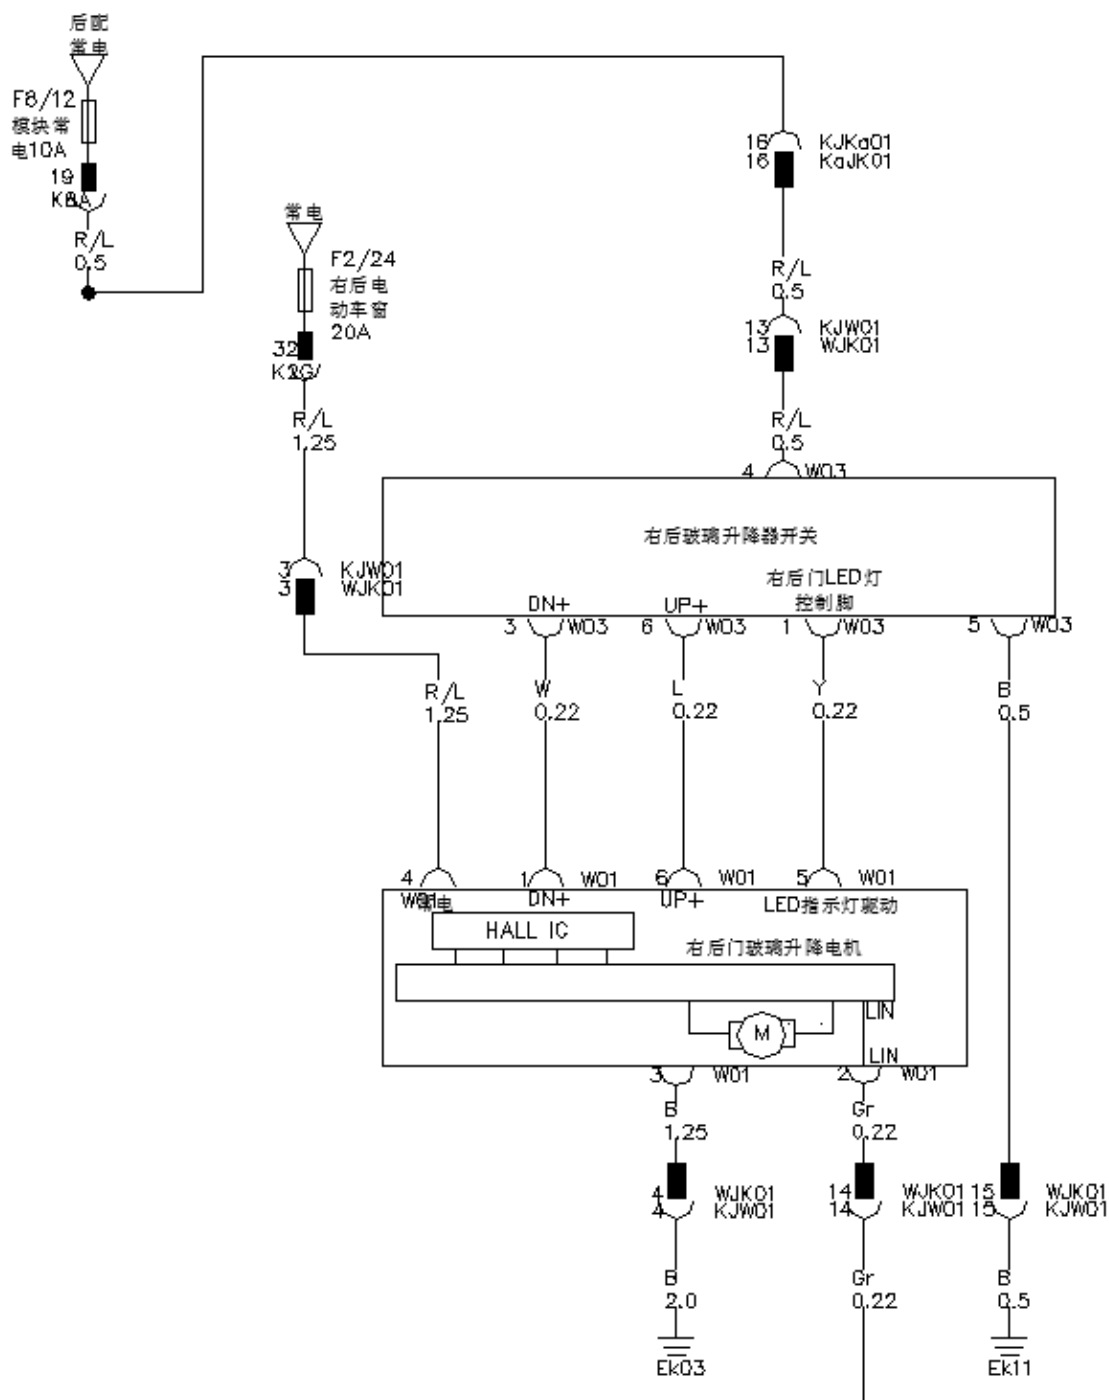 后配
常电
F8/12
模块常
电10A
19
K8A
R/L
0.5
常电
F2/24
右后电
动车窗
20A
32
R/L
1.25
16 KJKa01
16 KaJK01
R/L
0.5
13 KJW01
13 WJK01
R/L
0.5
4 W03
右后玻璃升降器开关
右后门LED灯
控制脚
DN+ UP+
3 W03 6 W03 1 W03 5 W03
3 KJW01
3 WJK01
R/L
1.25
W
0.22
L
0.22
Y
0.22
B
0.5
4 1 W01 6 W01 5 W01
W01 常电 DN+ UP+ LED指示灯驱动
HALL IC
右后门玻璃升降电机
LIN
M
LIN
3 W01 2 W01
B
1.25
Gr
0.22
4 WJK01 14 WJK01 15 WJK01
4 KJW01 14 KJW01 15 KJW01
B
2.0
Gr
0.22
B
0.5
Ek03 Ek11